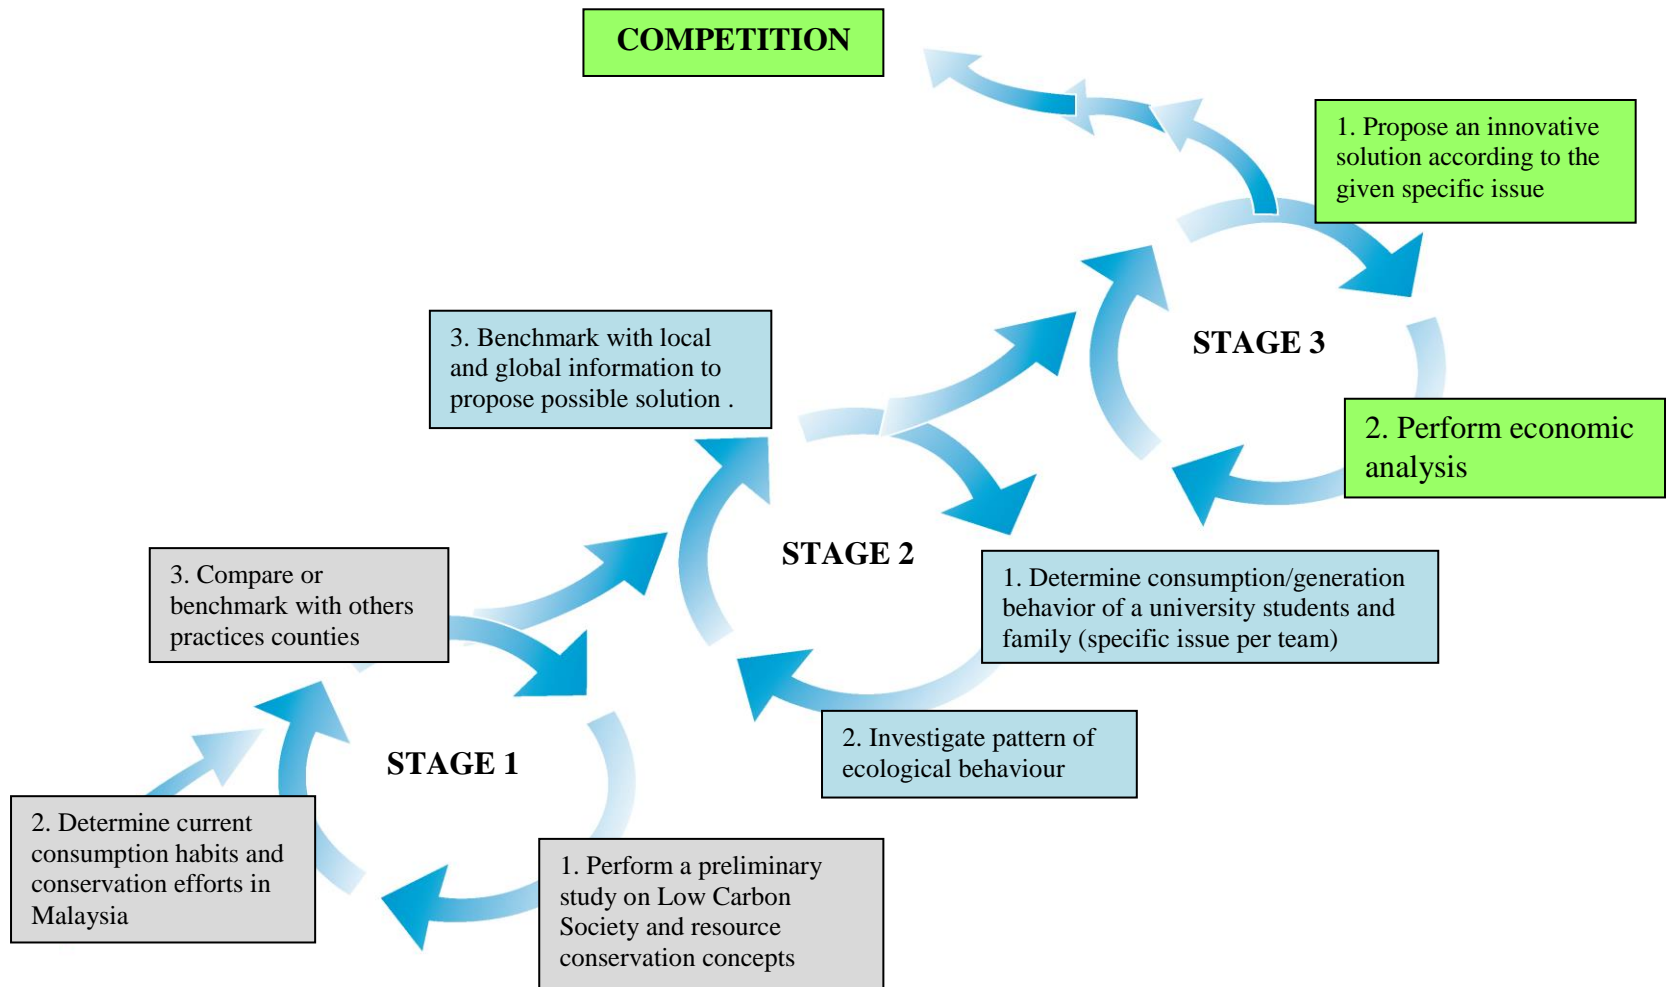 COMPETITION
1. Propose an innovative
solution according to the
given specific issue
STAGE 3
2. Perform economic
analysis
3. Benchmark with local
and global information to
propose possible solution .
STAGE 2
1. Determine consumption/generation
behavior of a university students and
family (specific issue per team)
2. Investigate pattern of
ecological behaviour
3. Compare or
benchmark with others
practices counties
STAGE 1
2. Determine current
consumption habits and
conservation efforts in
Malaysia
1. Perform a preliminary
study on Low Carbon
Society and resource
conservation concepts